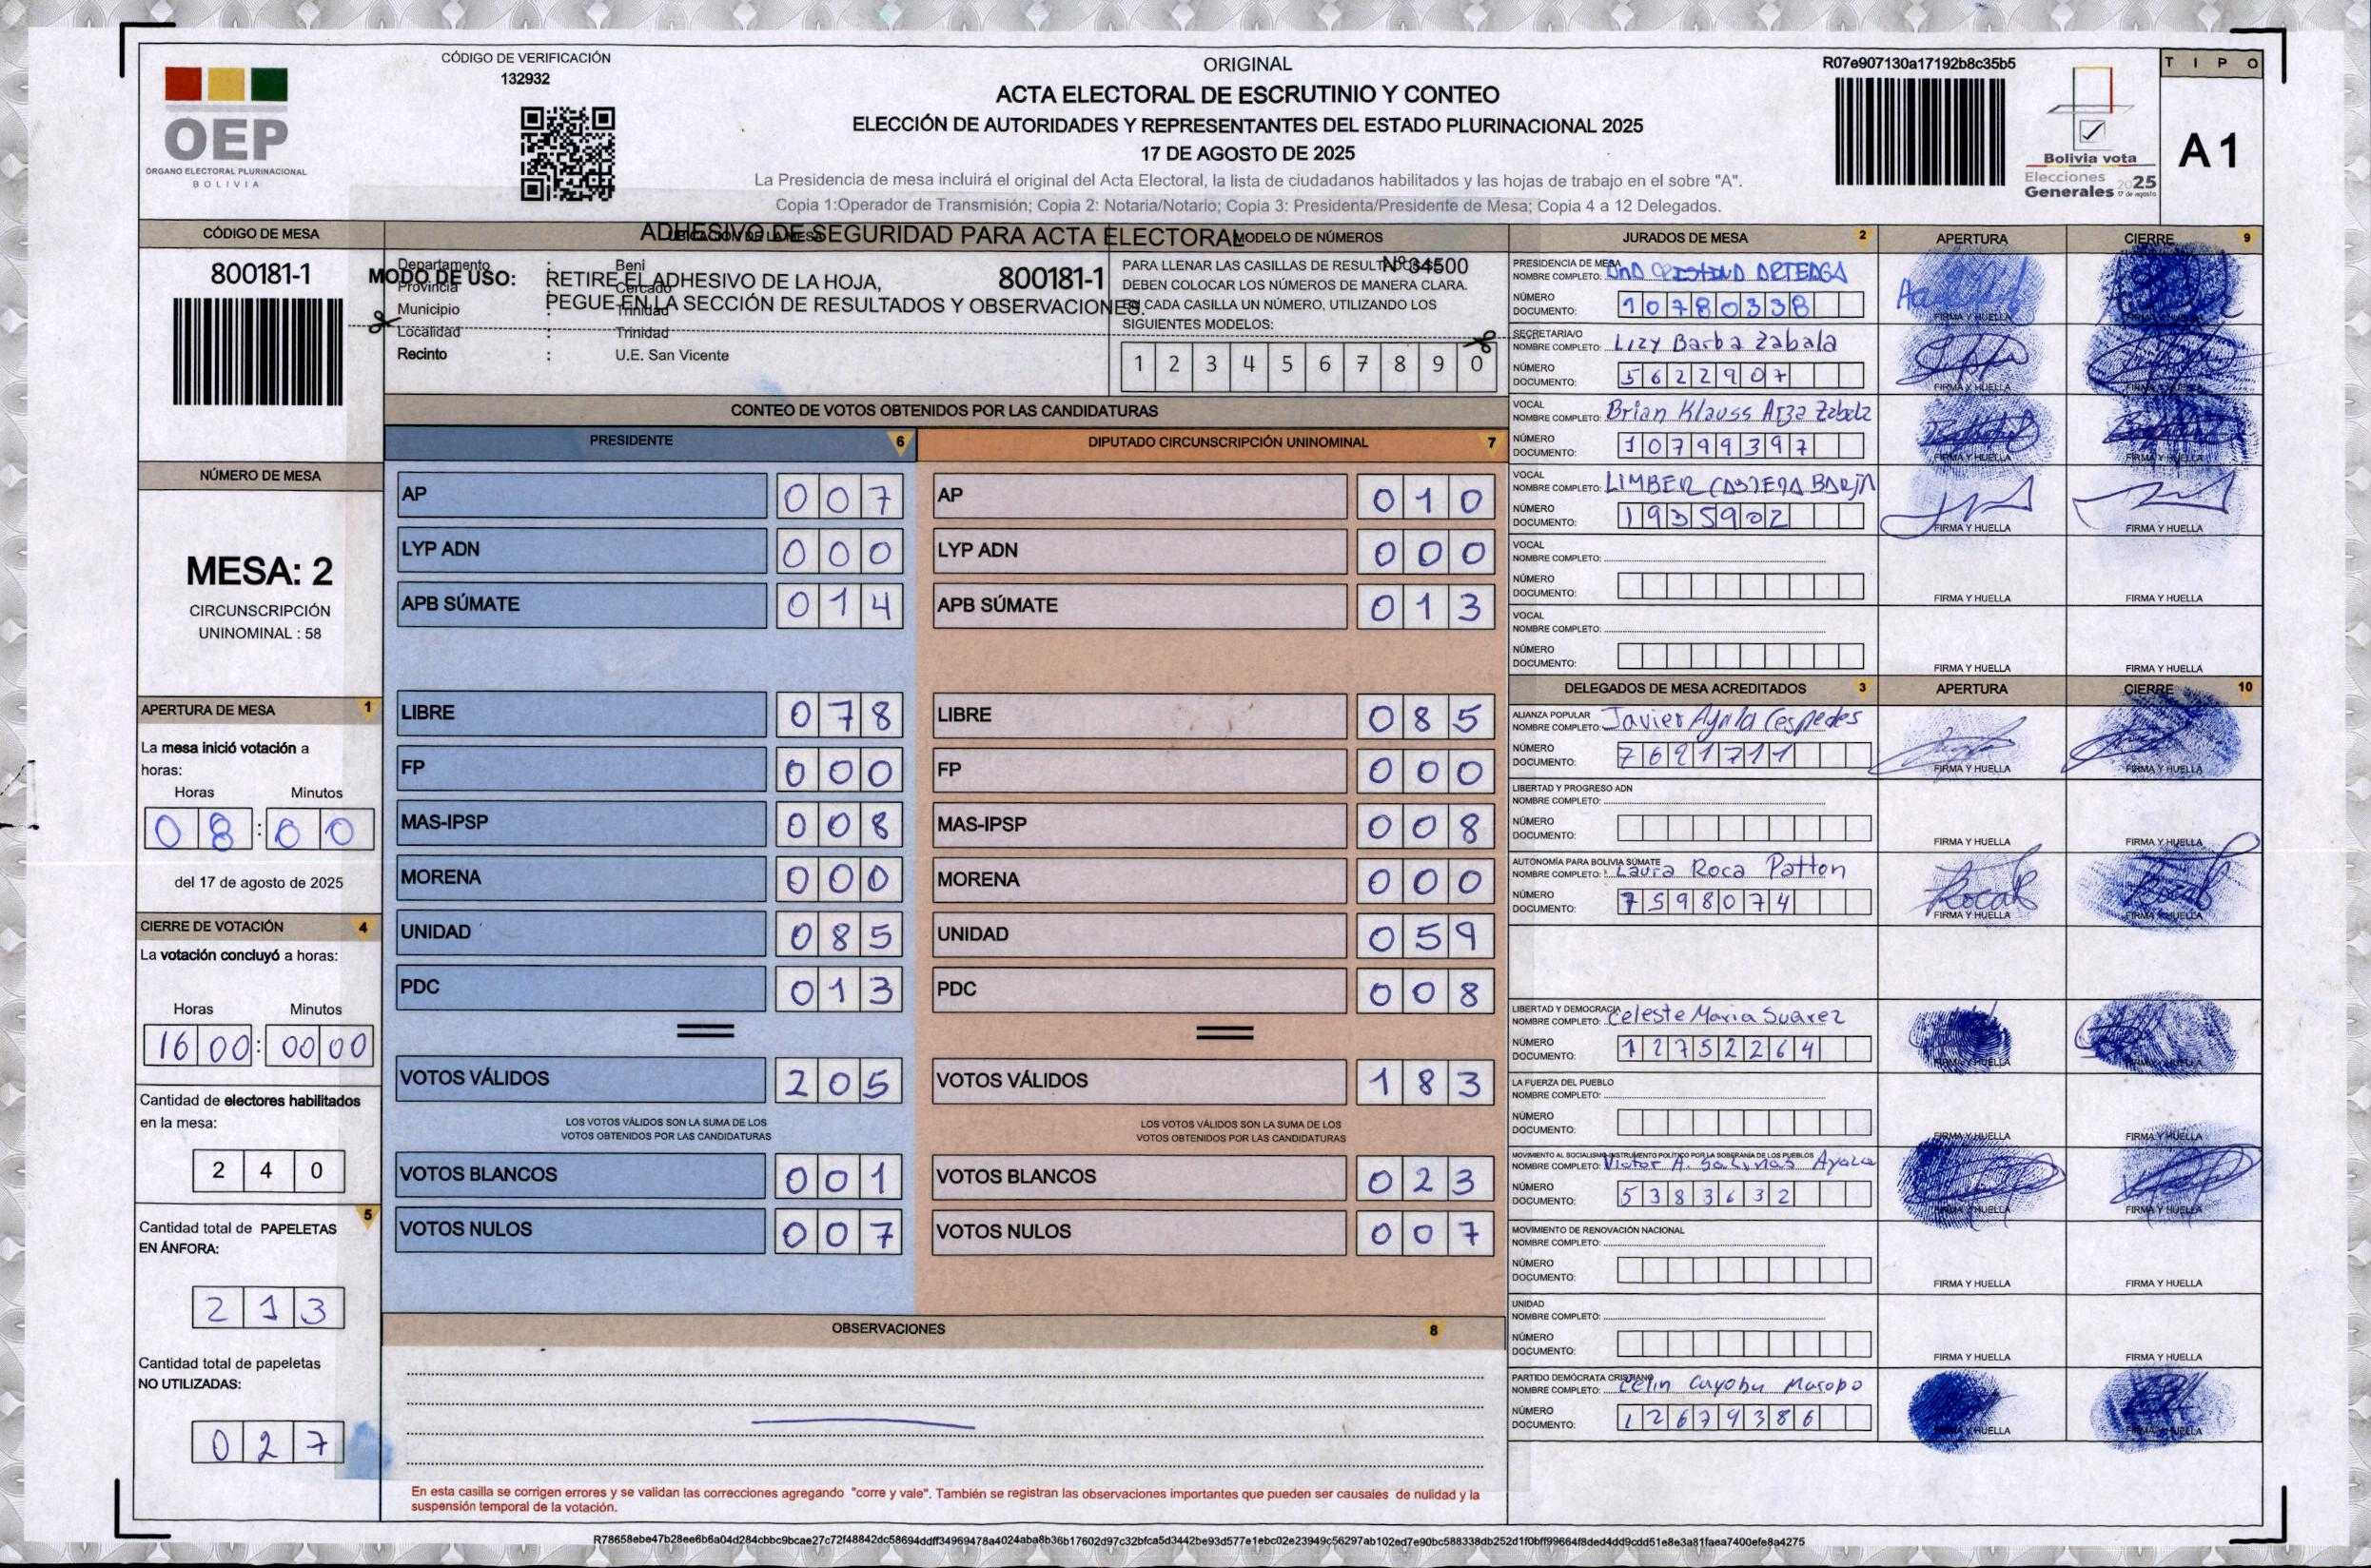 CÓDIGO DE VERIFICACIÓN
132932
OEP
ÓRGANO ELECTORAL PLURINACIONAL
BOLIVIA
ORIGINAL
ACTA ELECTORAL DE ESCRUTINIO Y CONTEO
ELECCIÓN DE AUTORIDADES Y REPRESENTANTES DEL ESTADO PLURINACIONAL 2025
17 DE AGOSTO DE 2025
La Presidencia de mesa incluirá el original del Acta Electoral, la lista de ciudadanos habilitados y las hojas de trabajo en el sobre "A".
Copia 1:Operador de Transmisión; Copia 2: Notaria/Notario; Copia 3: Presidenta/Presidente de Mesa; Copia 4 a 12 Delegados.
R07e907130a17192b8c35b5
Bolivia vota
Elecciones
Generales 2025
17 de agosto
TIPO
A1
CÓDIGO DE MESA
800181-1
UBICACIÓN DE LA MESA
ADHESIVO DE SEGURIDAD PARA ACTA ELECTORAL
MODO DE USO: RETIRE EL ADHESIVO DE LA HOJA,
PEGUE EN LA SECCIÓN DE RESULTADOS Y OBSERVACIONES.
800181-1
Nº 34500
Departamento : Beni
Provincia : Cercado
Municipio : Trinidad
Localidad : Trinidad
Recinto : U.E. San Vicente
MODELO DE NÚMEROS
PARA LLENAR LAS CASILLAS DE RESULTADOS
DEBEN COLOCAR LOS NÚMEROS DE MANERA CLARA.
EN CADA CASILLA UN NÚMERO, UTILIZANDO LOS
SIGUIENTES MODELOS:
1 2 3 4 5 6 7 8 9 0
NÚMERO DE MESA
MESA: 2
CIRCUNSCRIPCIÓN
UNINOMINAL : 58
APERTURA DE MESA 1
La mesa inició votación a
horas:
Horas Minutos
08:00
del 17 de agosto de 2025
CIERRE DE VOTACIÓN 4
La votación concluyó a horas:
Horas Minutos
16 00:00 00
Cantidad de electores habilitados
en la mesa:
240
5
Cantidad total de PAPELETAS
EN ÁNFORA:
213
Cantidad total de papeletas
NO UTILIZADAS:
027
CONTEO DE VOTOS OBTENIDOS POR LAS CANDIDATURAS
PRESIDENTE 6
AP 007
LYP ADN 000
APB SÚMATE 014
LIBRE 078
FP 000
MAS-IPSP 008
MORENA 000
UNIDAD 085
PDC 013
VOTOS VÁLIDOS 205
LOS VOTOS VÁLIDOS SON LA SUMA DE LOS
VOTOS OBTENIDOS POR LAS CANDIDATURAS
VOTOS BLANCOS 001
VOTOS NULOS 007
DIPUTADO CIRCUNSCRIPCIÓN UNINOMINAL 7
AP 010
LYP ADN 000
APB SÚMATE 013
LIBRE 085
FP 000
MAS-IPSP 008
MORENA 000
UNIDAD 059
PDC 008
VOTOS VÁLIDOS 183
LOS VOTOS VÁLIDOS SON LA SUMA DE LOS
VOTOS OBTENIDOS POR LAS CANDIDATURAS
VOTOS BLANCOS 023
VOTOS NULOS 007
OBSERVACIONES 8
En esta casilla se corrigen errores y se validan las correcciones agregando "corre y vale". También se registran las observaciones importantes que pueden ser causales de nulidad y la
suspensión temporal de la votación.
JURADOS DE MESA 2 APERTURA CIERRE 9
PRESIDENCIA DE MESA
NOMBRE COMPLETO: ANA CRISTINA ARTEAGA
NÚMERO
DOCUMENTO: 10780338
FIRMA Y HUELLA FIRMA Y HUELLA
SECRETARIA/O
NOMBRE COMPLETO: Lizy Barba Zabala
NÚMERO
DOCUMENTO: 5622907
FIRMA Y HUELLA FIRMA Y HUELLA
VOCAL
NOMBRE COMPLETO: Brian Klauss Arza Zabala
NÚMERO
DOCUMENTO: 10799397
FIRMA Y HUELLA FIRMA Y HUELLA
VOCAL
NOMBRE COMPLETO: LIMBER
NÚMERO
DOCUMENTO: 1935902
FIRMA Y HUELLA FIRMA Y HUELLA
VOCAL
NOMBRE COMPLETO:
NÚMERO
DOCUMENTO:
FIRMA Y HUELLA FIRMA Y HUELLA
VOCAL
NOMBRE COMPLETO:
NÚMERO
DOCUMENTO:
FIRMA Y HUELLA FIRMA Y HUELLA
DELEGADOS DE MESA ACREDITADOS 3 APERTURA CIERRE 10
ALIANZA POPULAR
NOMBRE COMPLETO: Javier Ayala Cespedes
NÚMERO
DOCUMENTO: 7621711
FIRMA Y HUELLA FIRMA Y HUELLA
LIBERTAD Y PROGRESO ADN
NOMBRE COMPLETO:
NÚMERO
DOCUMENTO:
FIRMA Y HUELLA FIRMA Y HUELLA
AUTONOMÍA PARA BOLIVIA SÚMATE
NOMBRE COMPLETO: Laura Roca Patton
NÚMERO
DOCUMENTO: 7598074
FIRMA Y HUELLA FIRMA Y HUELLA
LIBERTAD Y DEMOCRACIA
NOMBRE COMPLETO: Celeste Maria Suarez
NÚMERO
DOCUMENTO: 12752264
FIRMA Y HUELLA FIRMA Y HUELLA
LA FUERZA DEL PUEBLO
NOMBRE COMPLETO:
NÚMERO
DOCUMENTO:
FIRMA Y HUELLA FIRMA Y HUELLA
MOVIMIENTO AL SOCIALISMO-INSTRUMENTO POLÍTICO POR LA SOBERANÍA DE LOS PUEBLOS
NOMBRE COMPLETO: Victor A. Salinas Ayala
NÚMERO
DOCUMENTO: 5383632
FIRMA Y HUELLA FIRMA Y HUELLA
MOVIMIENTO DE RENOVACIÓN NACIONAL
NOMBRE COMPLETO:
NÚMERO
DOCUMENTO:
FIRMA Y HUELLA FIRMA Y HUELLA
UNIDAD
NOMBRE COMPLETO:
NÚMERO
DOCUMENTO:
FIRMA Y HUELLA FIRMA Y HUELLA
PARTIDO DEMÓCRATA CRISTIANO
NOMBRE COMPLETO: Celin Cayobu Masopo
NÚMERO
DOCUMENTO: 12679386
FIRMA Y HUELLA FIRMA Y HUELLA